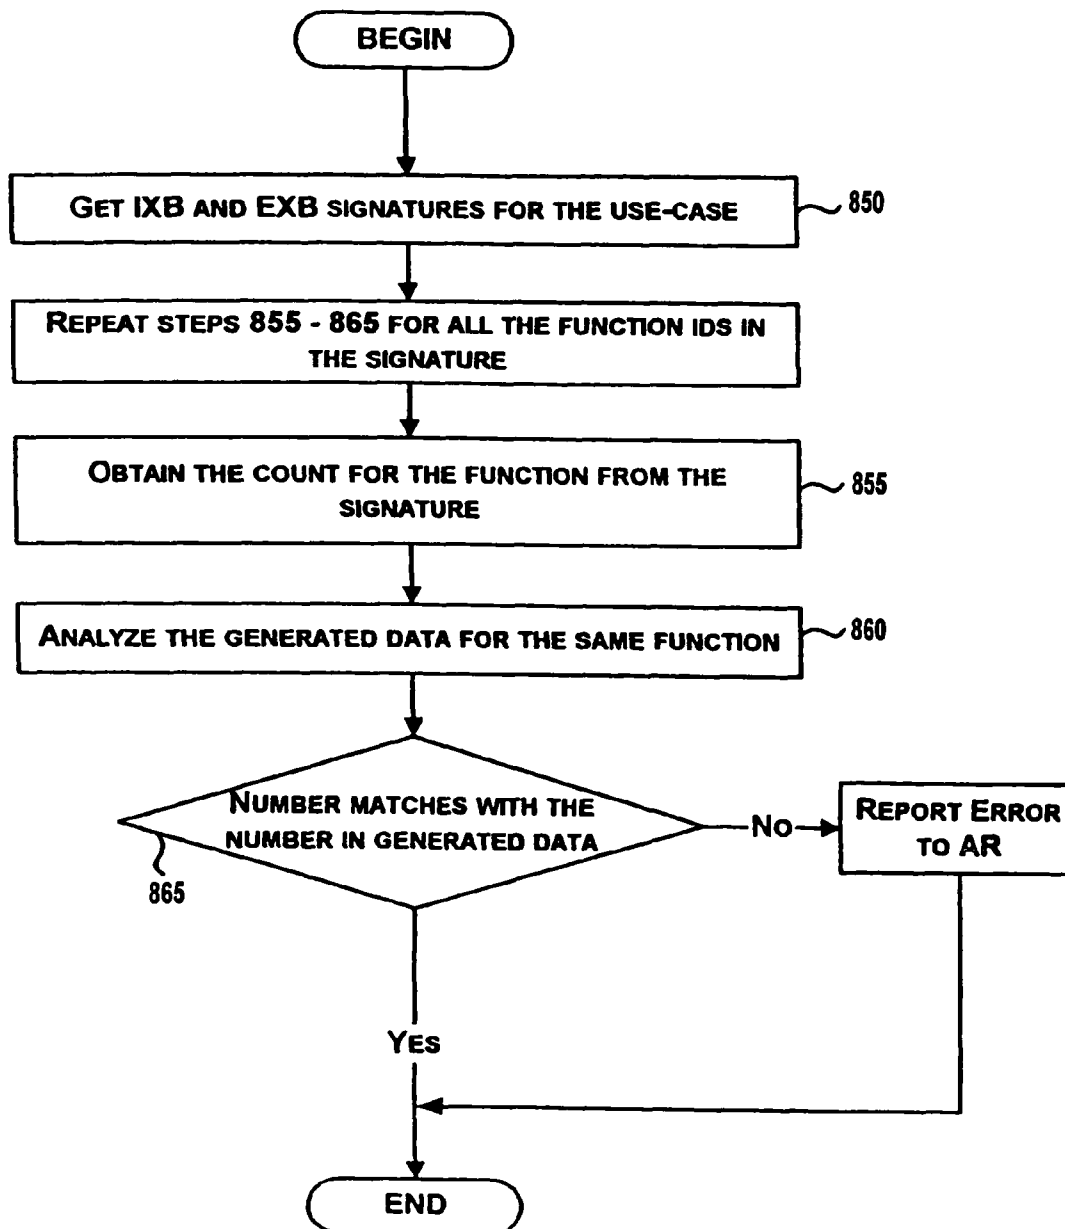 BEGIN
GET IXB AND EXB SIGNATURES FOR THE USE-CASE
850
REPEAT STEPS 855 - 865 FOR ALL THE FUNCTION IDS IN
THE SIGNATURE
OBTAIN THE COUNT FOR THE FUNCTION FROM THE
SIGNATURE
855
ANALYZE THE GENERATED DATA FOR THE SAME FUNCTION
860
NUMBER MATCHES WITH THE
NUMBER IN GENERATED DATA
865
NO
REPORT ERROR
TO AR
YES
END